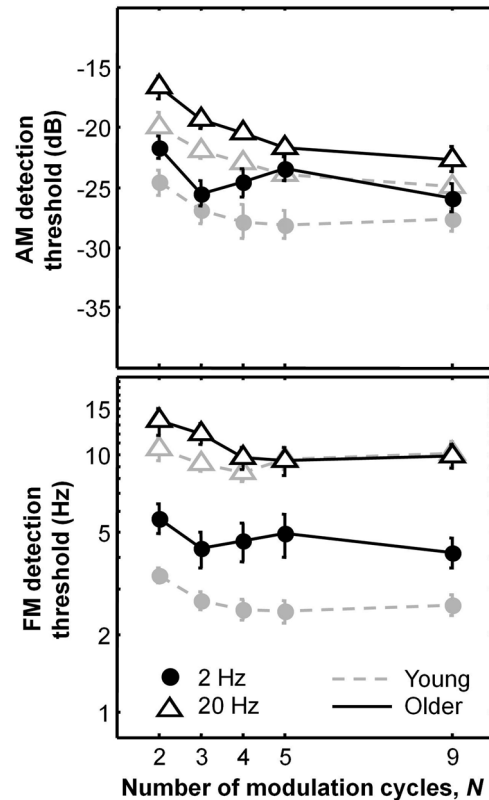 AM detection
threshold (dB)
-15
-20
-25
-30
-35
FM detection
threshold (Hz)
15
10
5
2
1
2 Hz
20 Hz
Young
Older
2 3 4 5 9
Number of modulation cycles, N